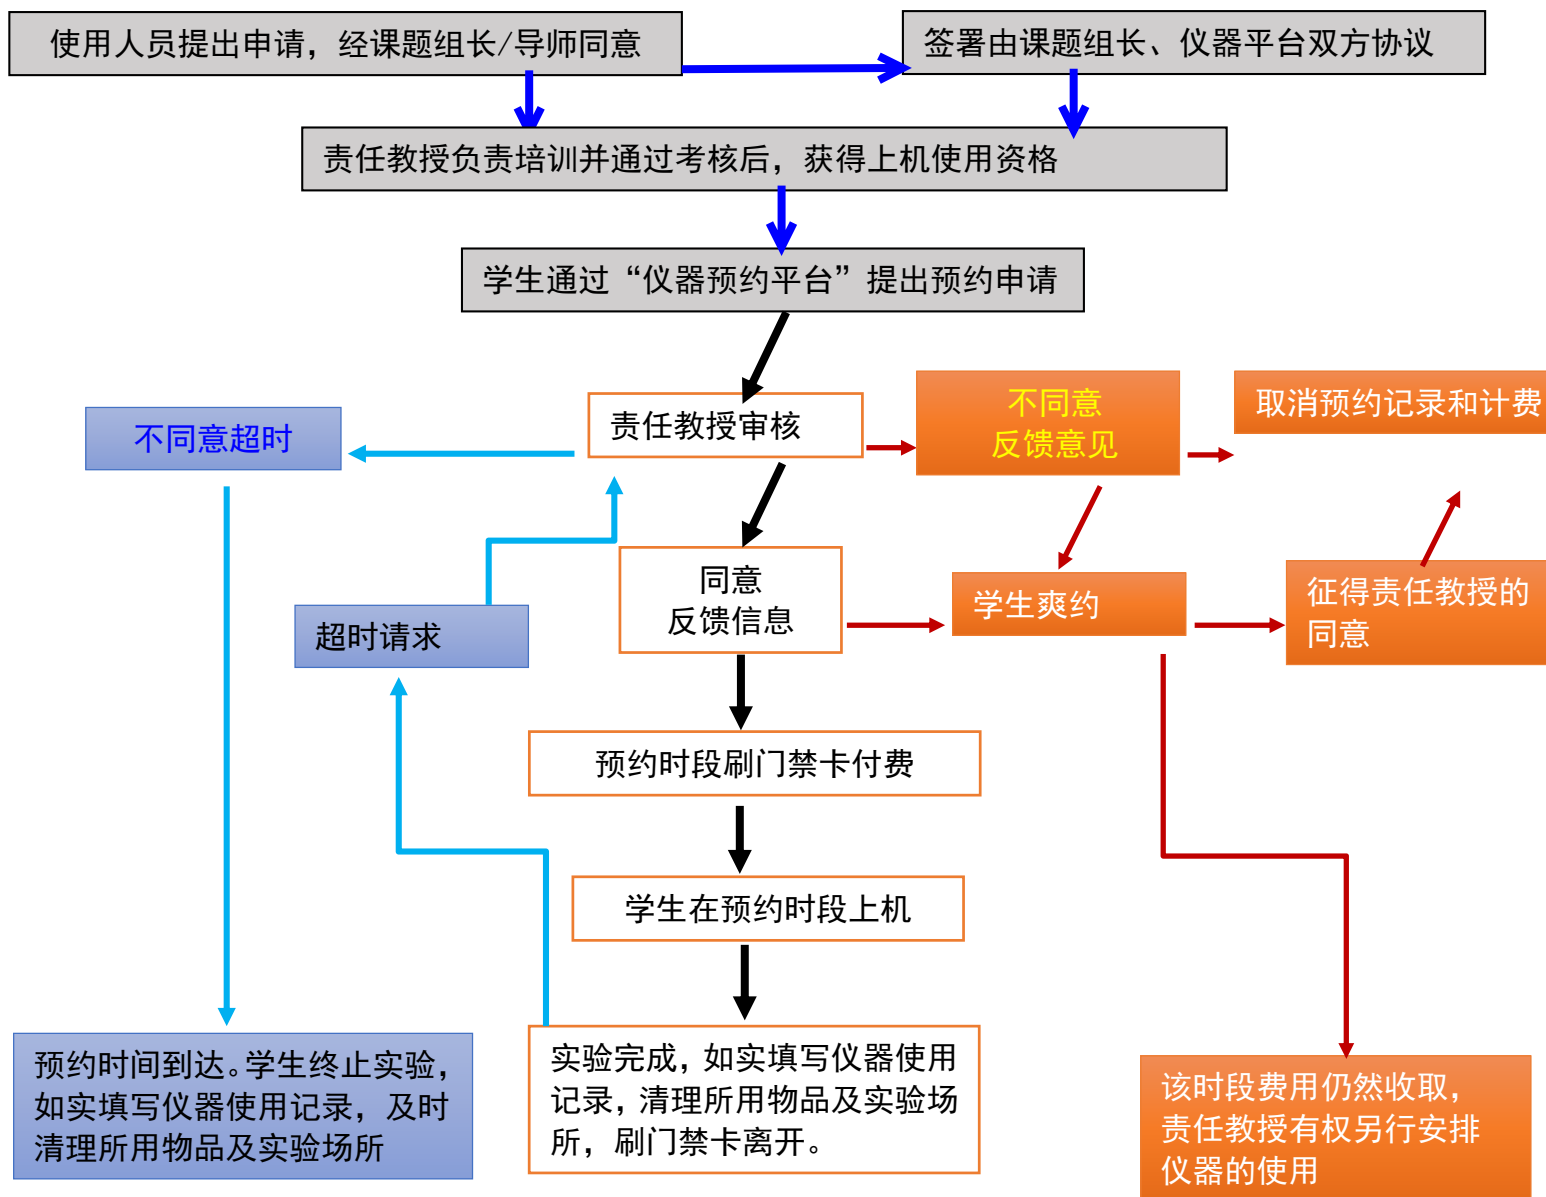 使用人员提出申请，经课题组长/导师同意
签署由课题组长、仪器平台双方协议
责任教授负责培训并通过考核后，获得上机使用资格
学生通过“仪器预约平台”提出预约申请
不同意超时
责任教授审核
不同意
反馈意见
取消预约记录和计费
超时请求
同意
反馈信息
学生爽约
征得责任教授的
同意
预约时段刷门禁卡付费
学生在预约时段上机
预约时间到达。学生终止实验，
如实填写仪器使用记录，及时
清理所用物品及实验场所
实验完成，如实填写仪器使用
记录，清理所用物品及实验场
所，刷门禁卡离开。
该时段费用仍然收取，
责任教授有权另行安排
仪器的使用